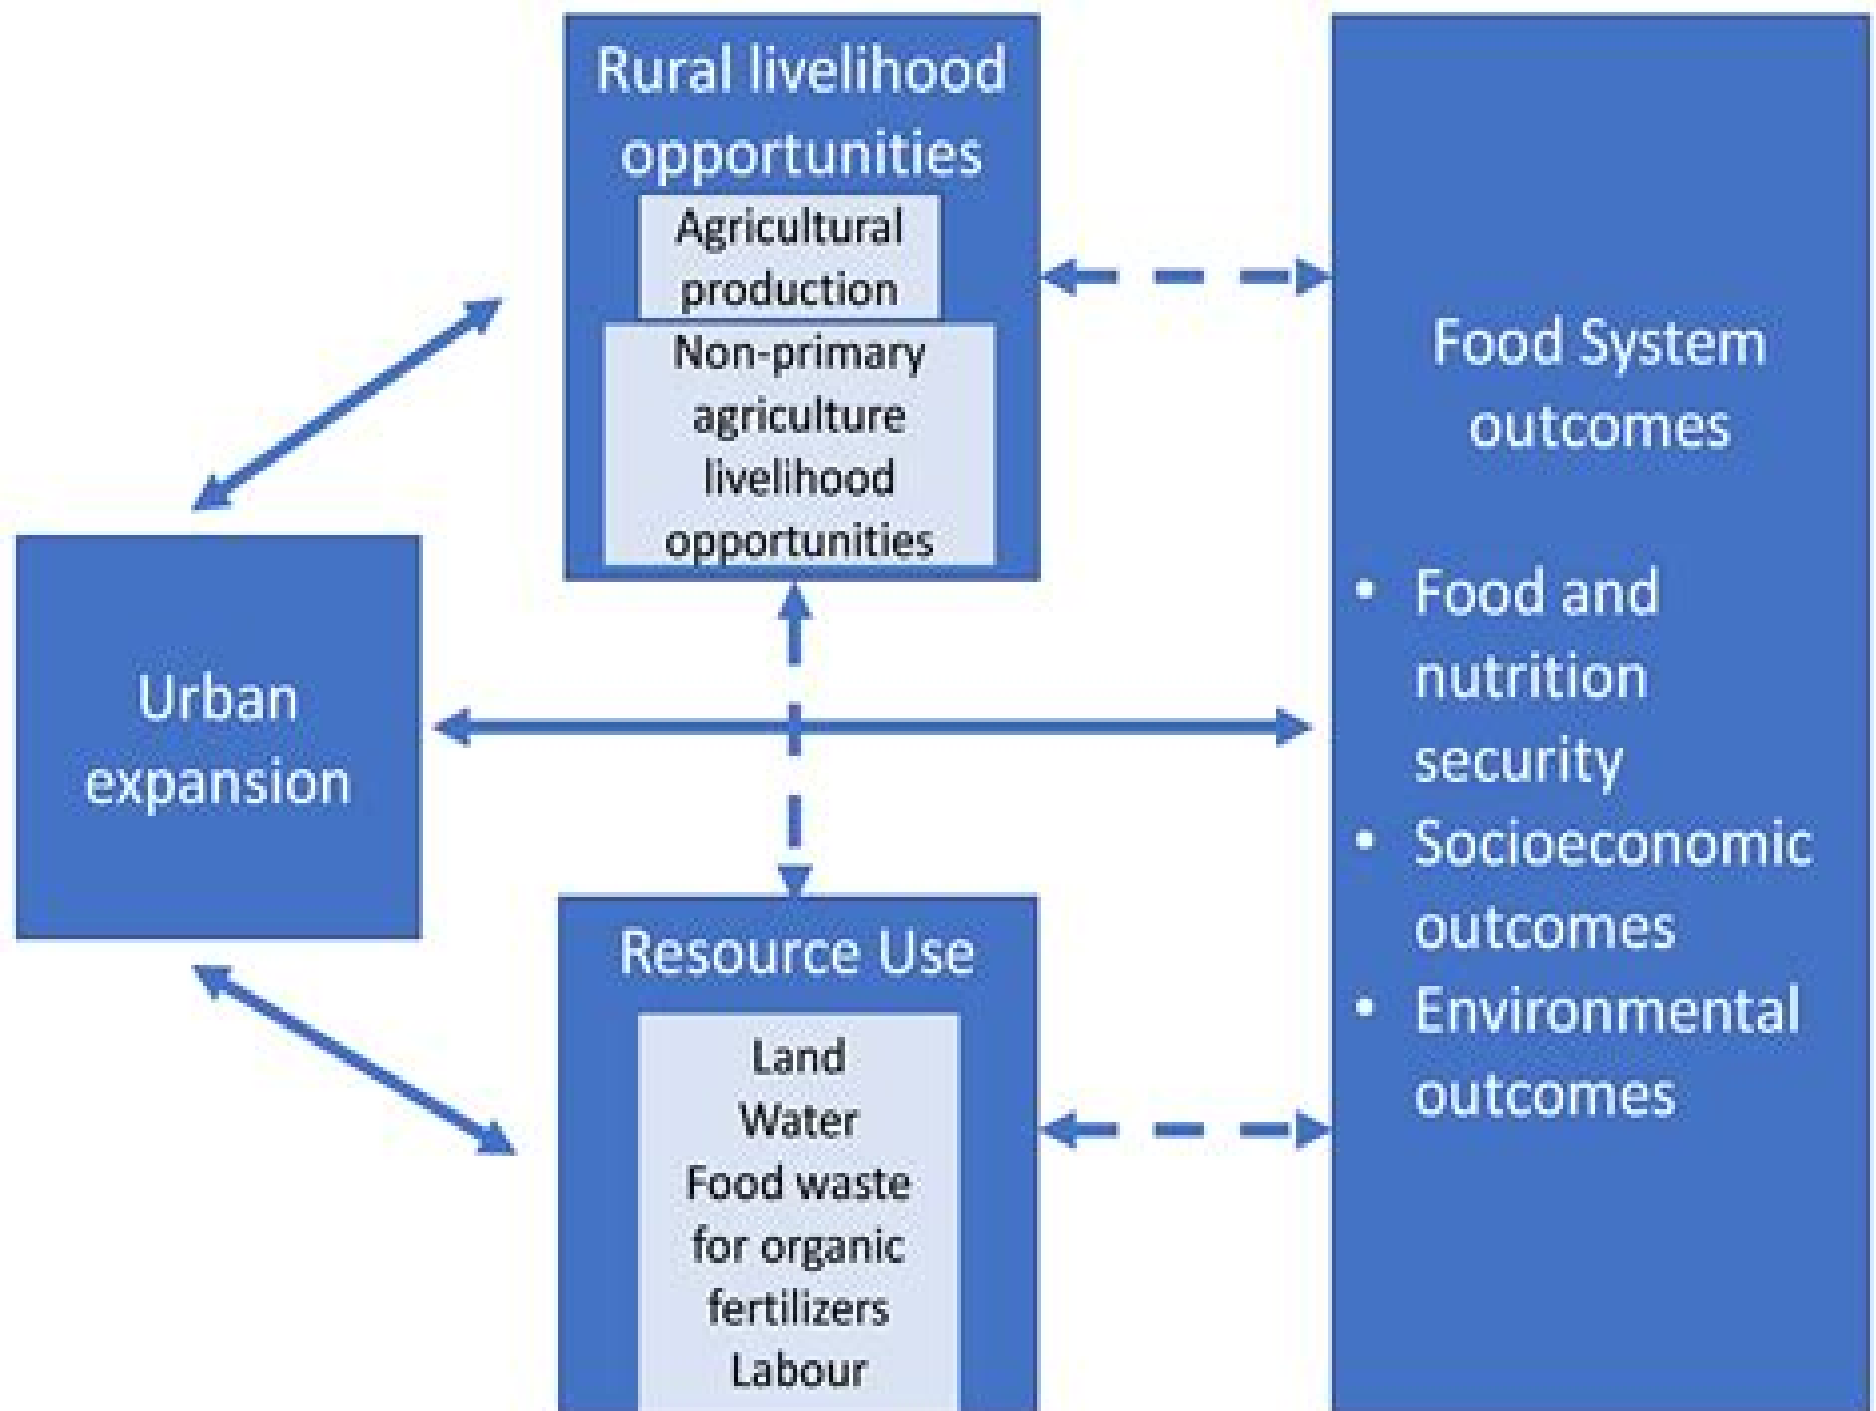 Rural livelihood
opportunities
Agricultural
production
Non-primary
agriculture
livelihood
opportunities
Urban
expansion
Resource Use
Land
Water
Food waste
for organic
fertilizers
Labour
Food System
outcomes
• Food and
nutrition
security
• Socioeconomic
outcomes
• Environmental
outcomes